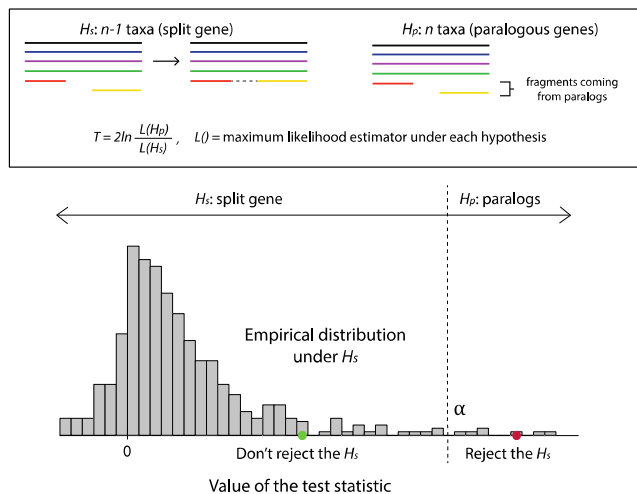 Hs: n-1 taxa (split gene)
Hp: n taxa (paralogous genes)
fragments coming
from paralogs
T = 2ln L(Hp)/L(Hs) , L() = maximum likelihood estimator under each hypothesis
Hs: split gene
Hp: paralogs
Empirical distribution
under Hs
α
0
Don't reject the Hs
Reject the Hs
Value of the test statistic